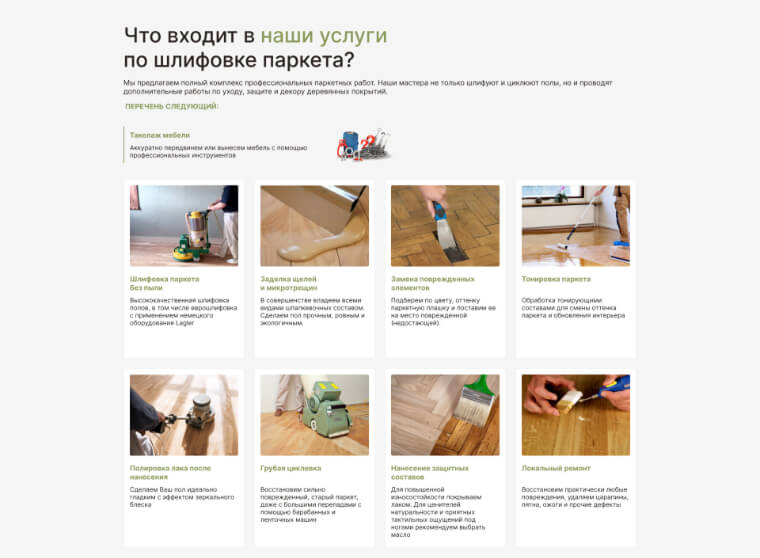 Что входит в наши услуги
по шлифовке паркета?
Мы предлагаем полный комплекс профессиональных паркетных работ. Наши мастера не только шлифуют и циклюют полы, но и проводят
дополнительные работы по уходу, защите и декору деревянных покрытий.
ПЕРЕЧЕНЬ СЛЕДУЮЩИЙ:
Такелаж мебели
Аккуратно передвинем или вынесем мебель с помощью
профессиональных инструментов
Шлифовка паркета
без пыли
Высококачественная шлифовка
полов, в том числе еврошлифовка
с применением немецкого
оборудования Lagler
Заделка щелей
и микротрещин
В совершенстве владеем всеми
видами шпаклевочных составом.
Сделаем пол прочным, ровным и
экологичным.
Замена поврежденных
элементов
Подберем по цвету, оттенку
паркетную плашку и поставим ее
на место поврежденной
(недостающей).
Тонировка паркета
Обработка тонирующими
составами для смены оттенка
паркета и обновления интерьера
Полировка лака после
нанесения
Сделаем Ваш пол идеально
гладким с эффектом зеркального
блеска
Грубая циклевка
Восстановим сильно
поврежденный, старый паркет,
даже с большими перепадами с
помощью барабанных и
ленточных машин
Нанесение защитных
составов
Для повышенной
износостойкости покрываем
лаком. Для ценителей
натуральности и приятных
тактильных ощущений под
ногами рекомендуем выбрать
масло
Локальный ремонт
Восстановим практически любые
повреждения, удаляем царапины,
пятна, ожоги и прочие дефекты